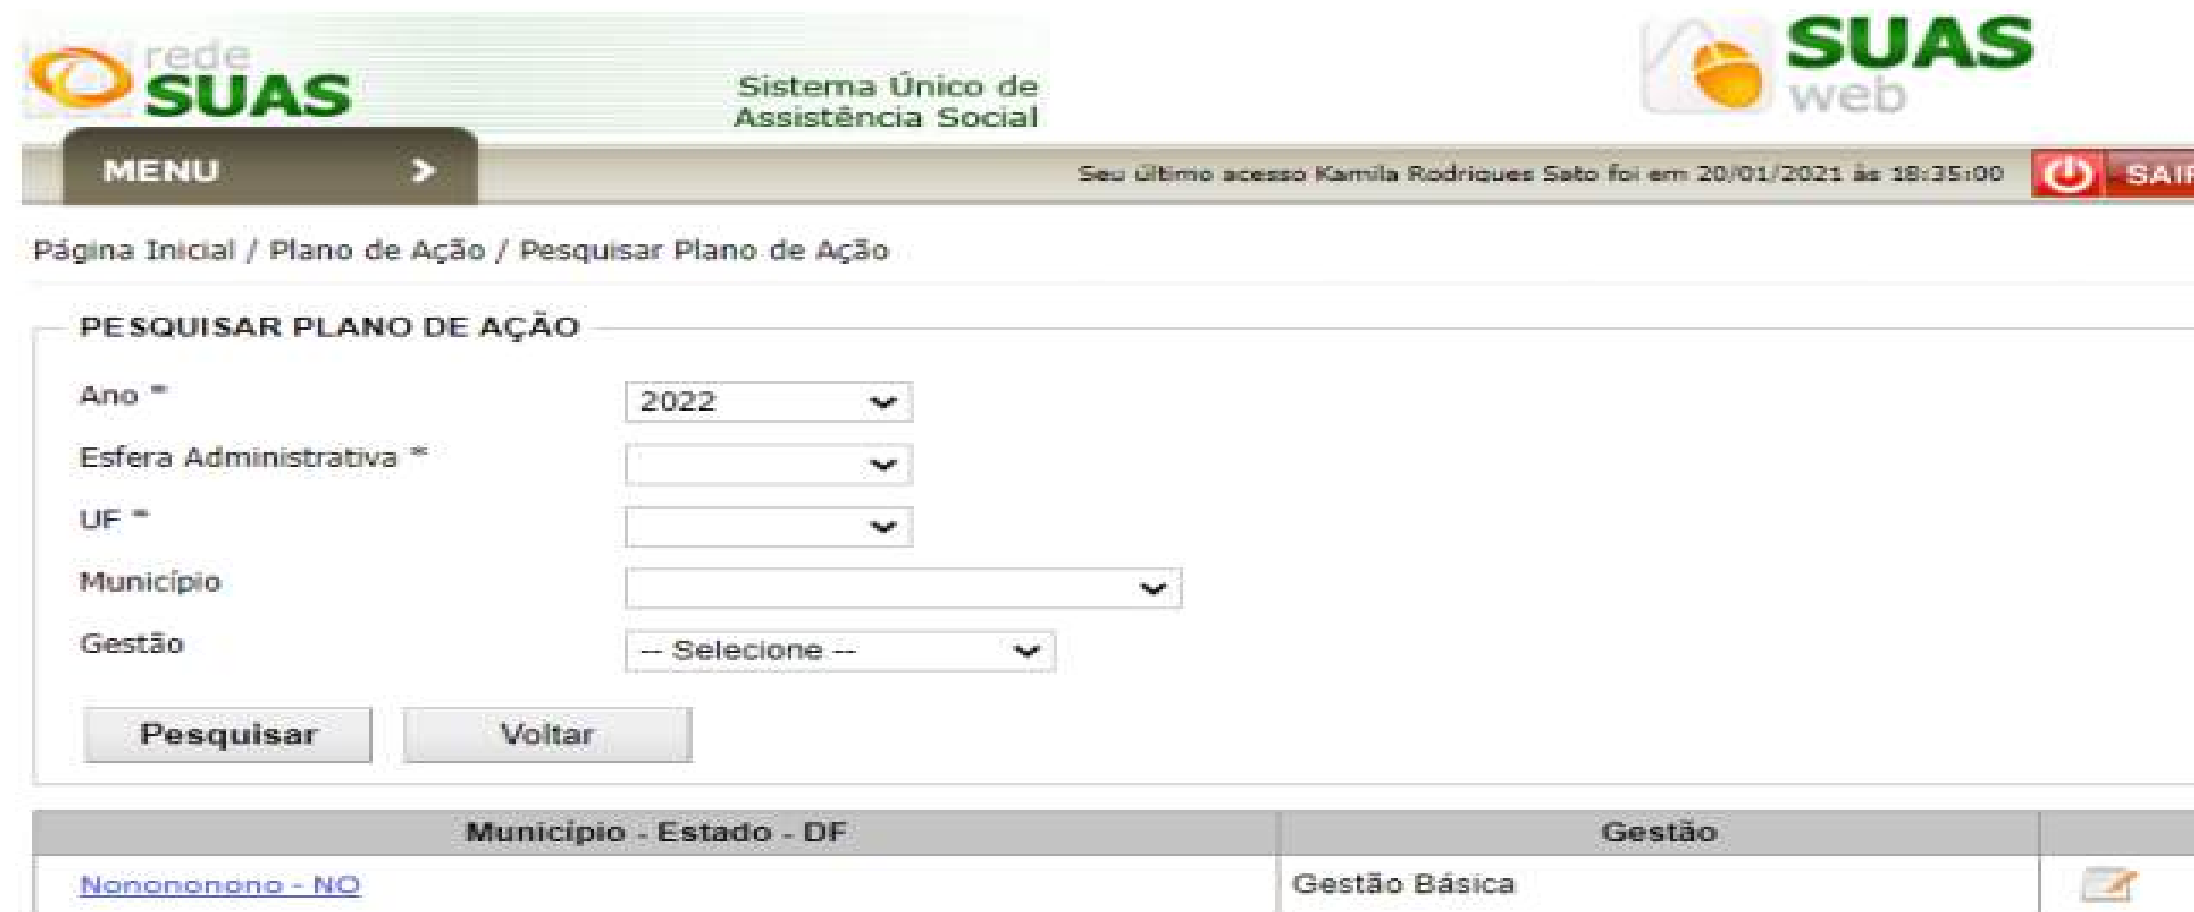 rede
SUAS
Sistema Único de
Assistência Social
SUAS
web
MENU
Seu último acesso Kamila Rodrigues Sato foi em 20/01/2021 às 18:35:00
SAIR
Página Inicial / Plano de Ação / Pesquisar Plano de Ação
PESQUISAR PLANO DE AÇÃO
Ano * 2022
Esfera Administrativa *
UF *
Município
Gestão -- Selecione --
Pesquisar Voltar
Município - Estado - DF Gestão
Nonononono - NO Gestão Básica